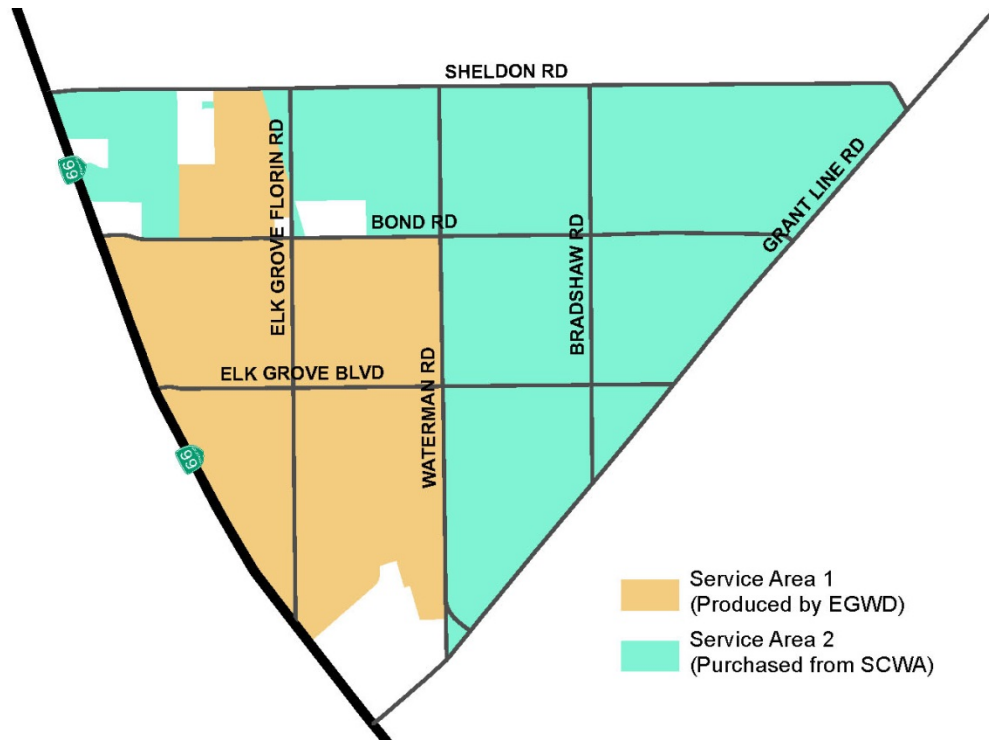 SHELDON RD
99
ELK GROVE FLORIN RD
BOND RD
BRADSHAW RD
GRANT LINE RD
ELK GROVE BLVD
WATERMAN RD
99
Service Area 1
(Produced by EGWD)
Service Area 2
(Purchased from SCWA)